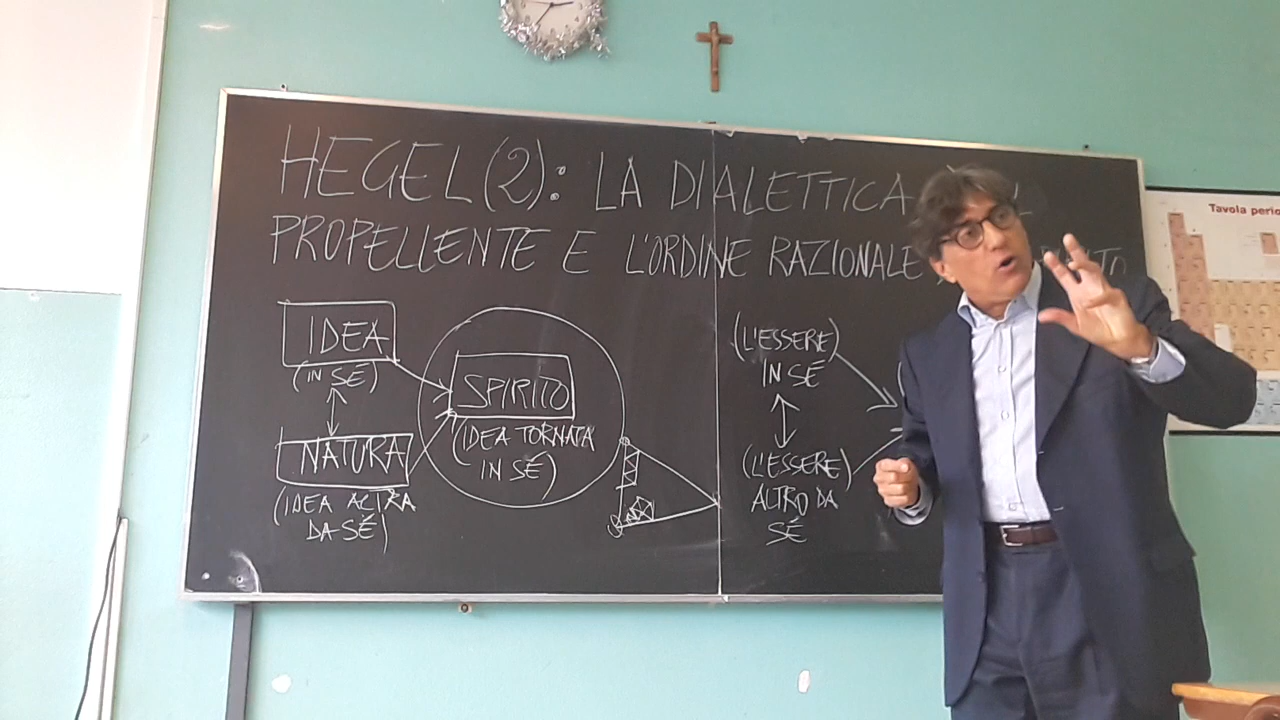 HEGEL (2): LA DIALETTICA
PROPELLENTE E L'ORDINE RAZIONALE
IDEA
(IN SÉ)
NATURA
(IDEA ALTRA
DA SÉ)
SPIRITO
(IDEA TORNATA
IN SÉ)
(L'ESSERE)
IN SÉ
(L'ESSERE)
ALTRO DA
SÉ
Tavola perio